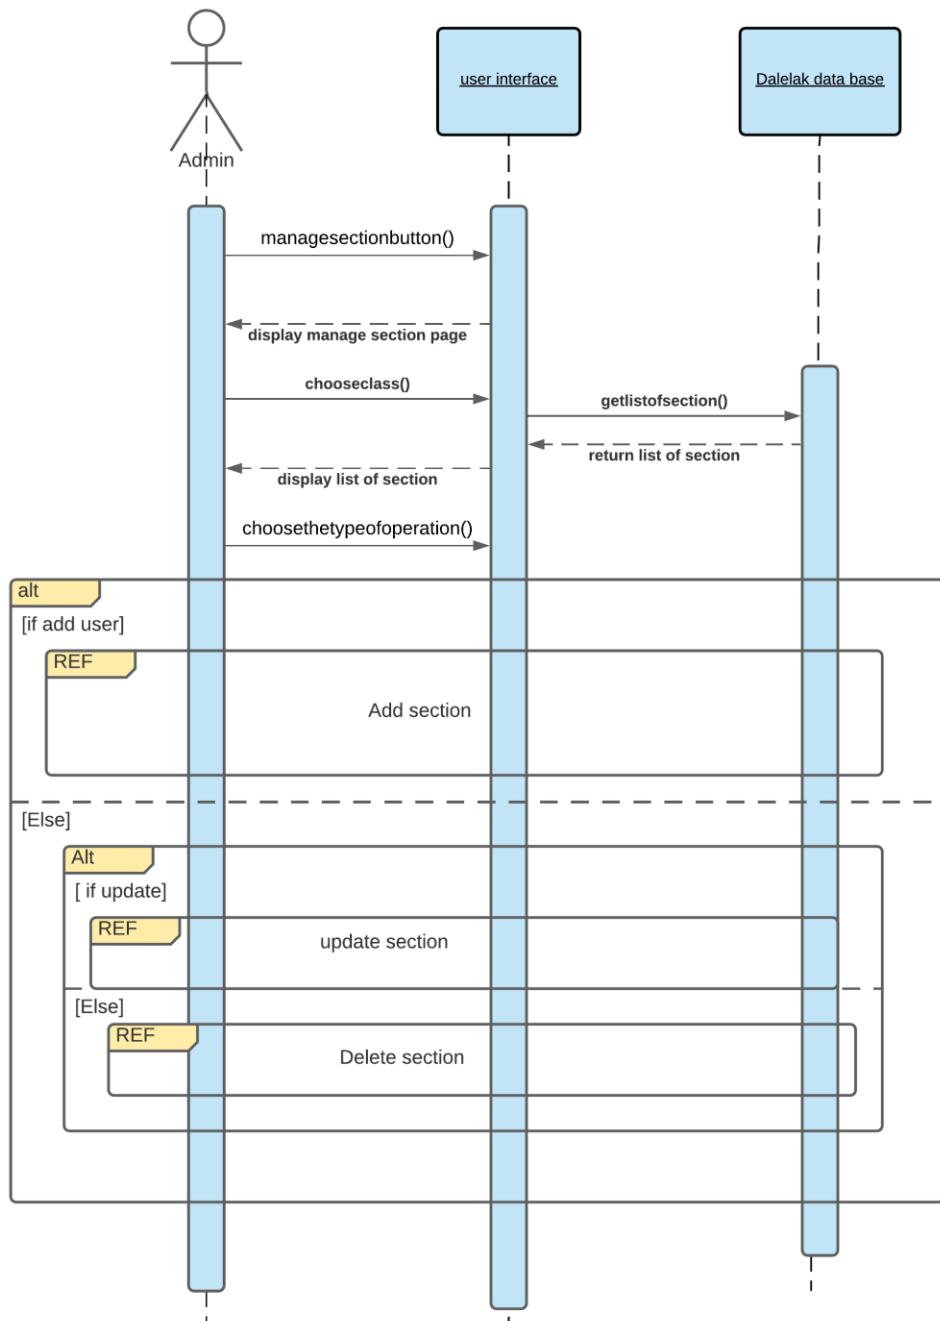 user interface
Dalelak data base
Admin
managesectionbutton()
display manage section page
chooseclass()
getlistofsection()
return list of section
display list of section
choosethetypeofoperation()
alt
[if add user]
REF
Add section
[Else]
Alt
[ if update]
REF
update section
[Else]
REF
Delete section